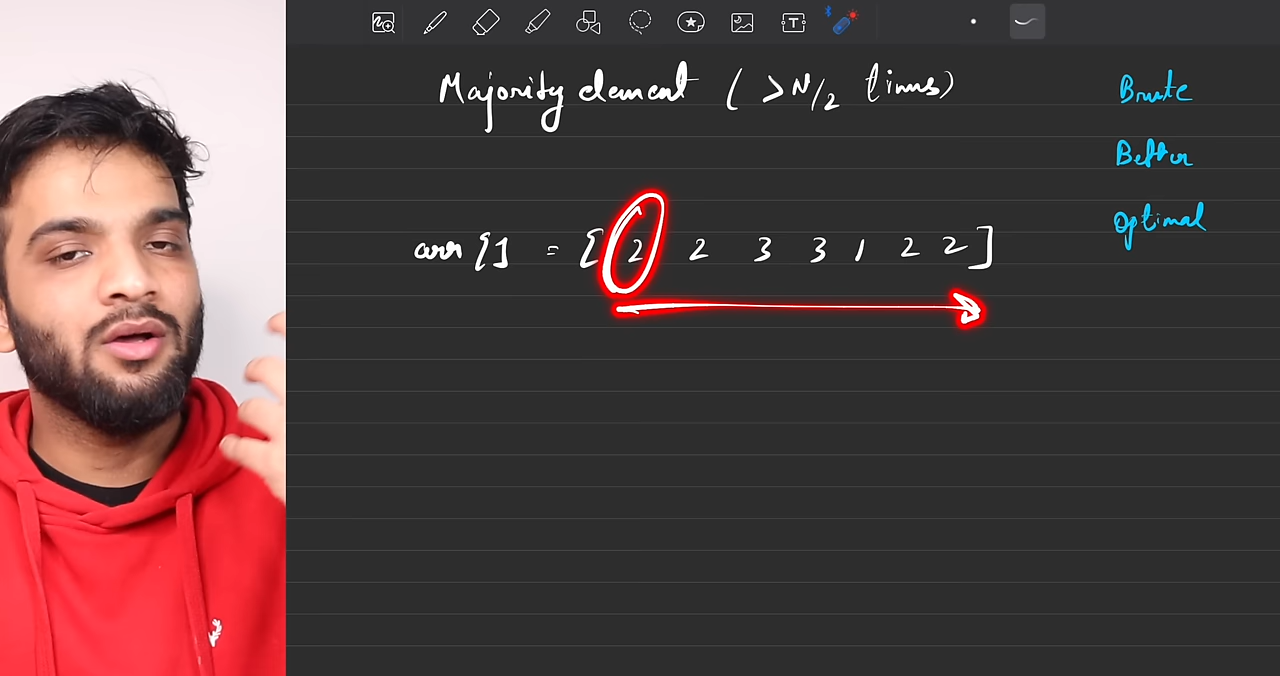 Majority element ( > N/2 times)
Brute
Better
Optimal
arr [] = [ 2 2 3 3 1 2 2 ]